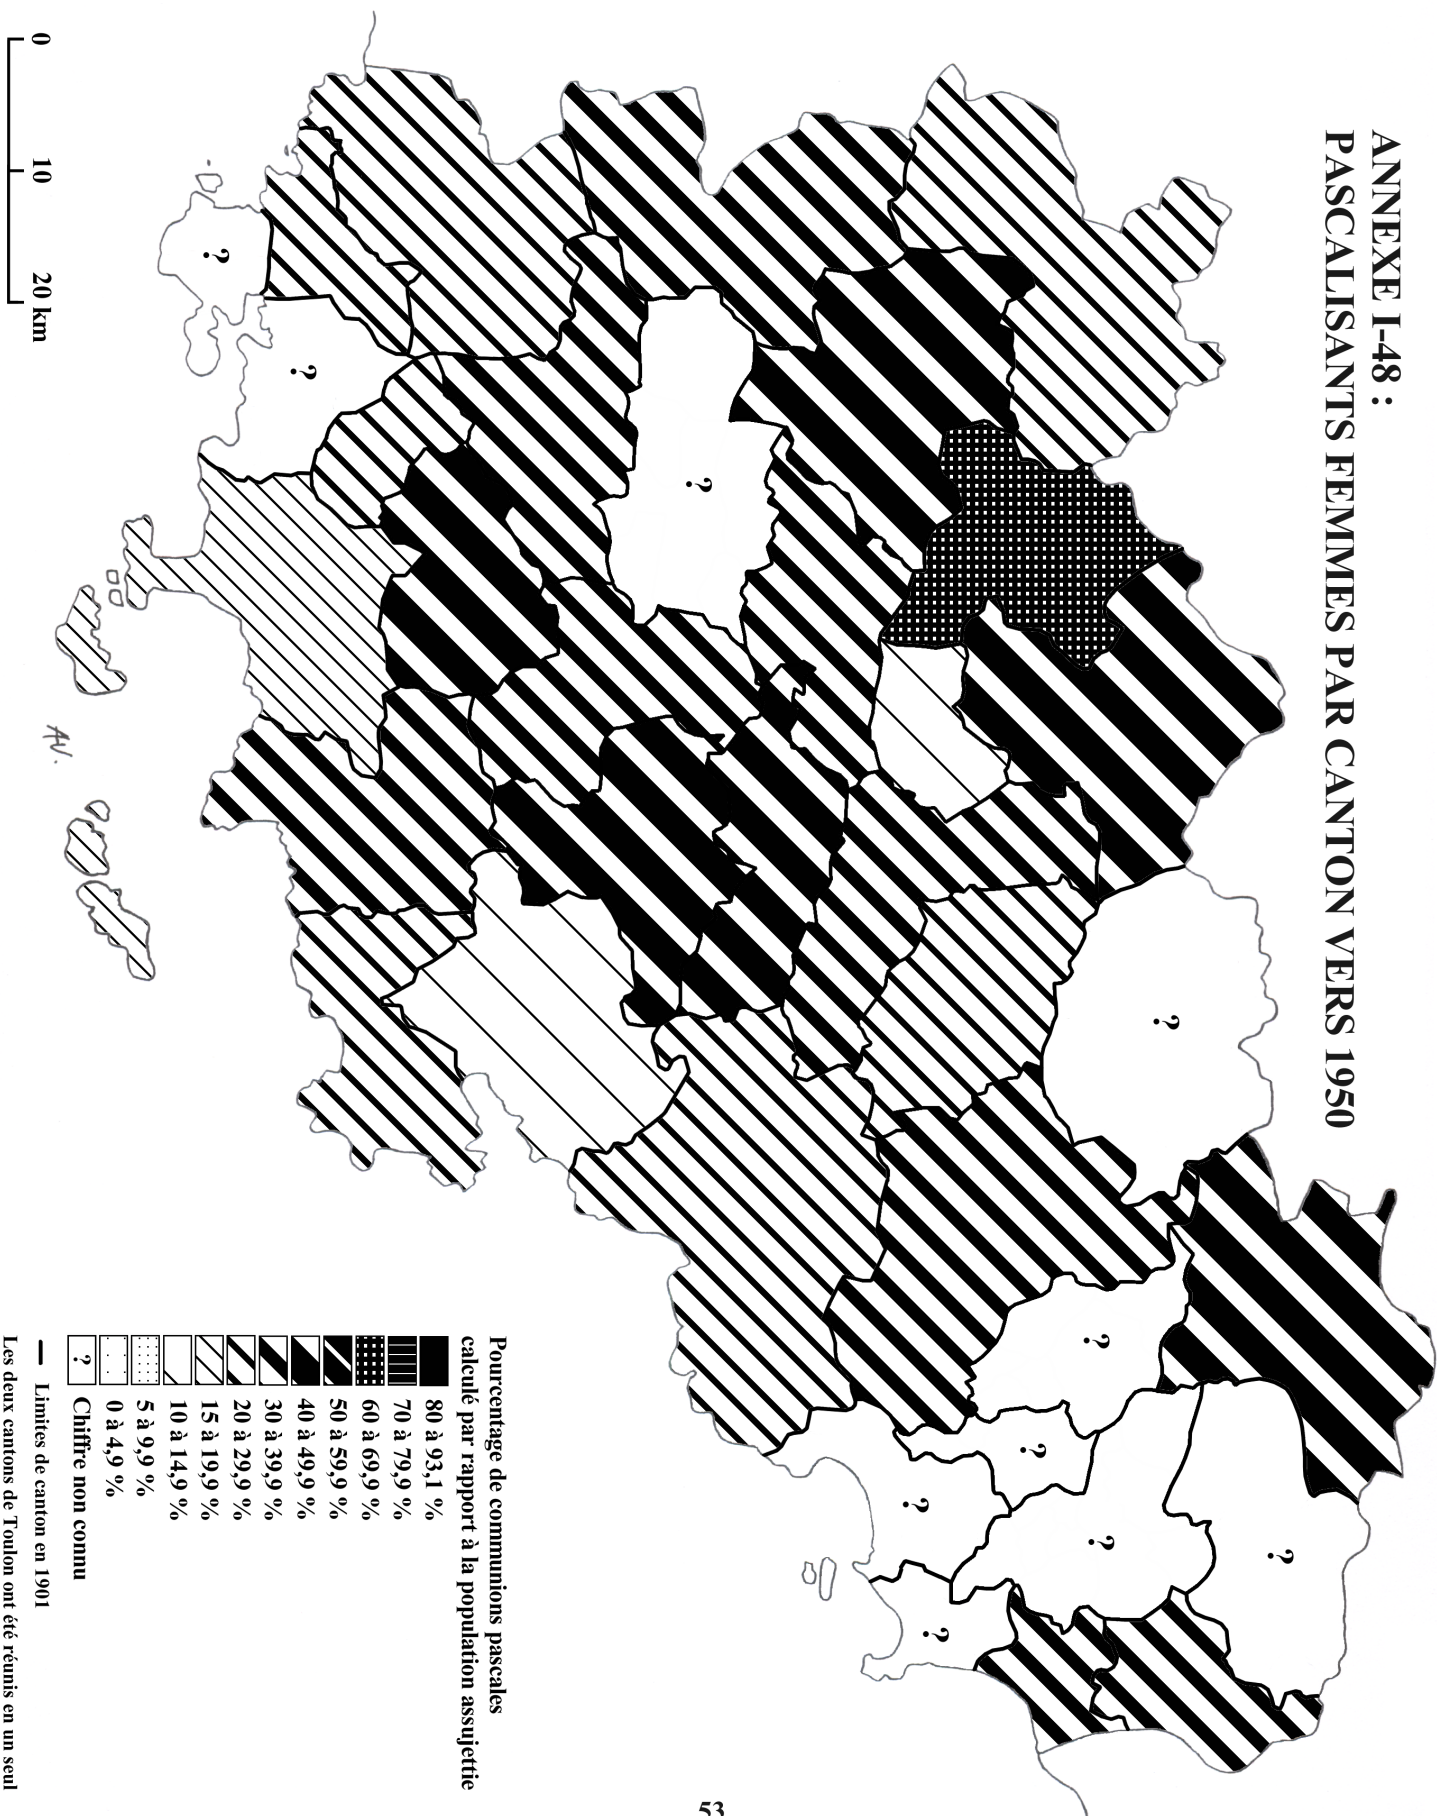 ANNEXE I-48 :
PASCALISANTS FEMMES PAR CANTON VERS 1950
?
?
?
?
?
?
?
?
?
?
Pourcentage de communions pascales
calculé par rapport à la population assujettie
80 à 93,1 %
70 à 79,9 %
60 à 69,9 %
50 à 59,9 %
40 à 49,9 %
30 à 39,9 %
20 à 29,9 %
15 à 19,9 %
10 à 14,9 %
5 à 9,9 %
0 à 4,9 %
? Chiffre non connu
Limites de canton en 1901
Les deux cantons de Toulon ont été réunis en un seul
0 10 20 km
AV.
53